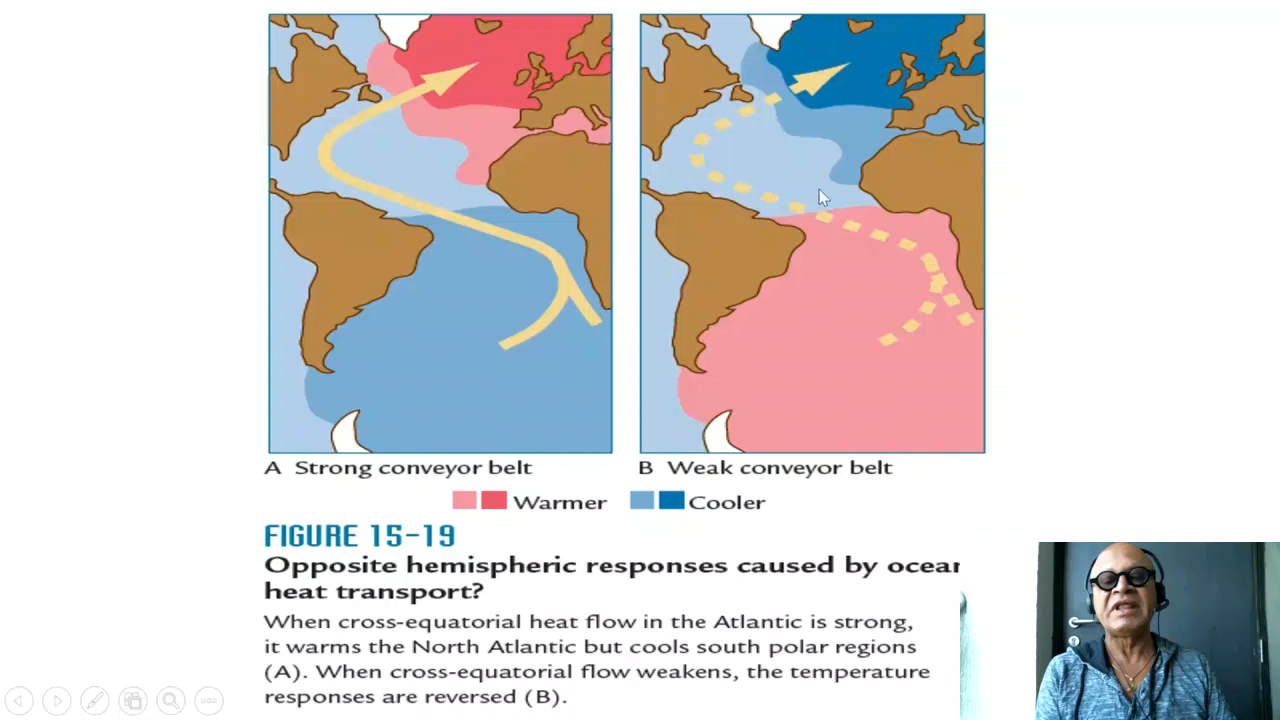 A Strong conveyor belt
B Weak conveyor belt
Warmer
Cooler
FIGURE 15-19
Opposite hemispheric responses caused by ocean
heat transport?
When cross-equatorial heat flow in the Atlantic is strong,
it warms the North Atlantic but cools south polar regions
(A). When cross-equatorial flow weakens, the temperature
responses are reversed (B).